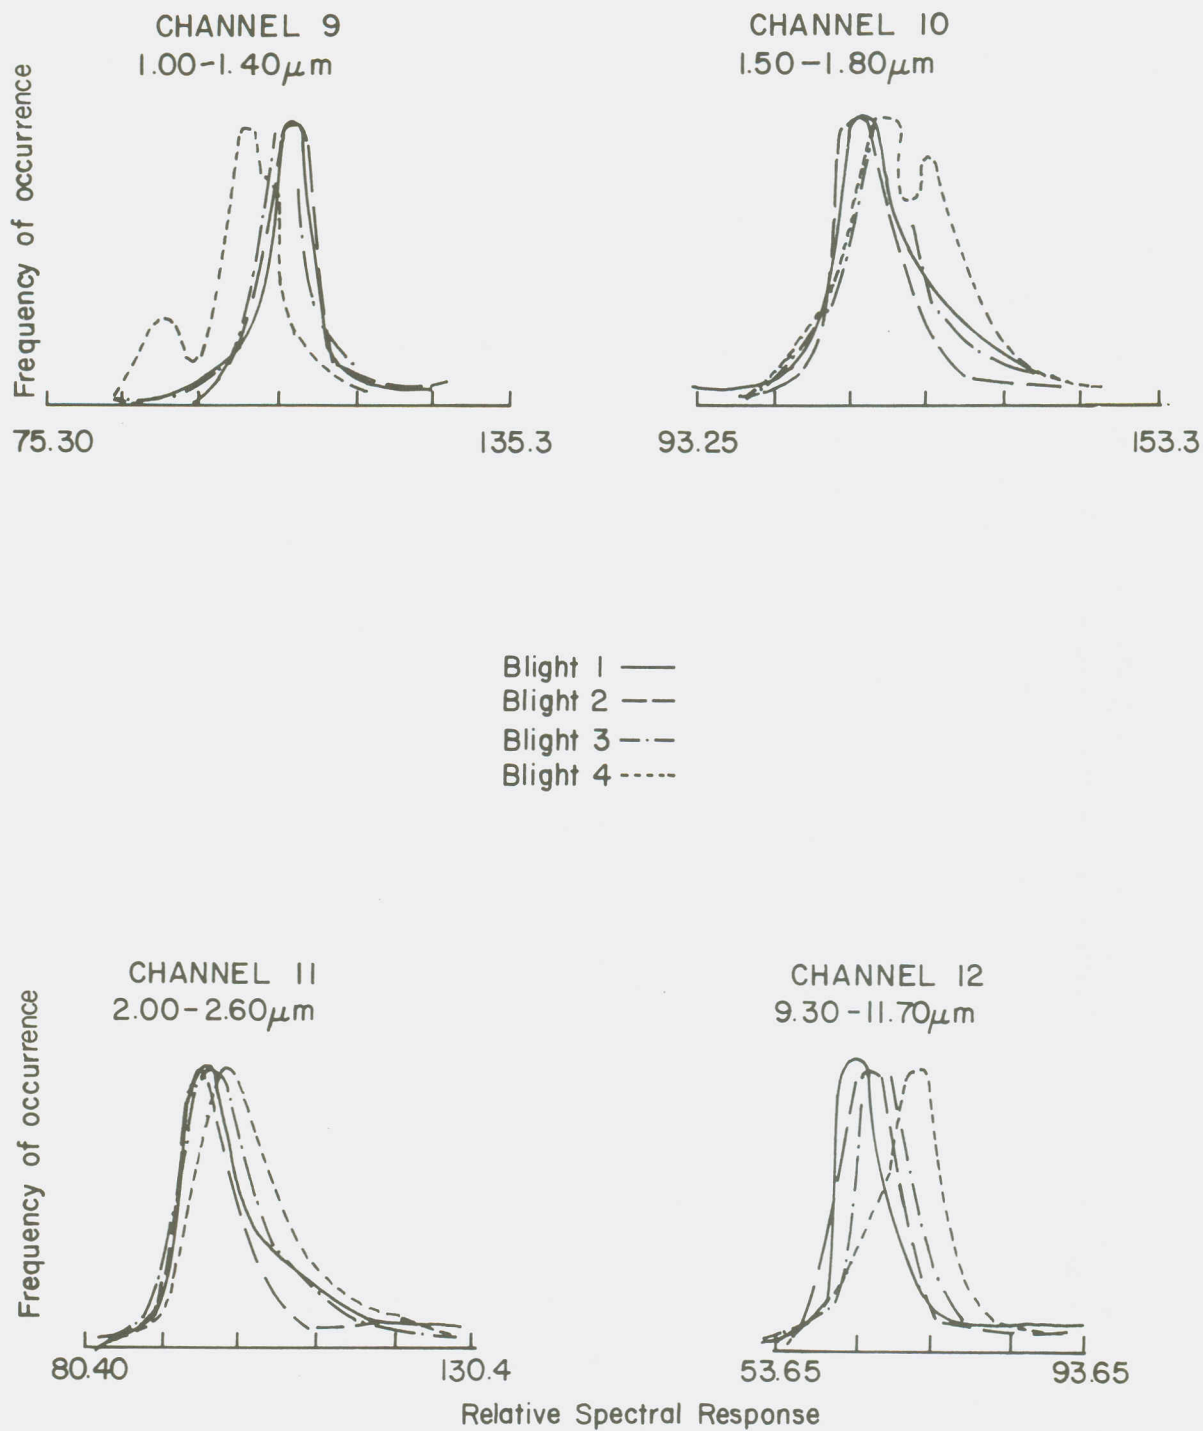 CHANNEL 9
1.00-1.40μm
CHANNEL 10
1.50-1.80μm
Frequency of occurrence
75.30
135.3
93.25
153.3
Blight 1
Blight 2
Blight 3
Blight 4
CHANNEL 11
2.00-2.60μm
CHANNEL 12
9.30-11.70μm
Frequency of occurrence
80.40
130.4
53.65
93.65
Relative Spectral Response